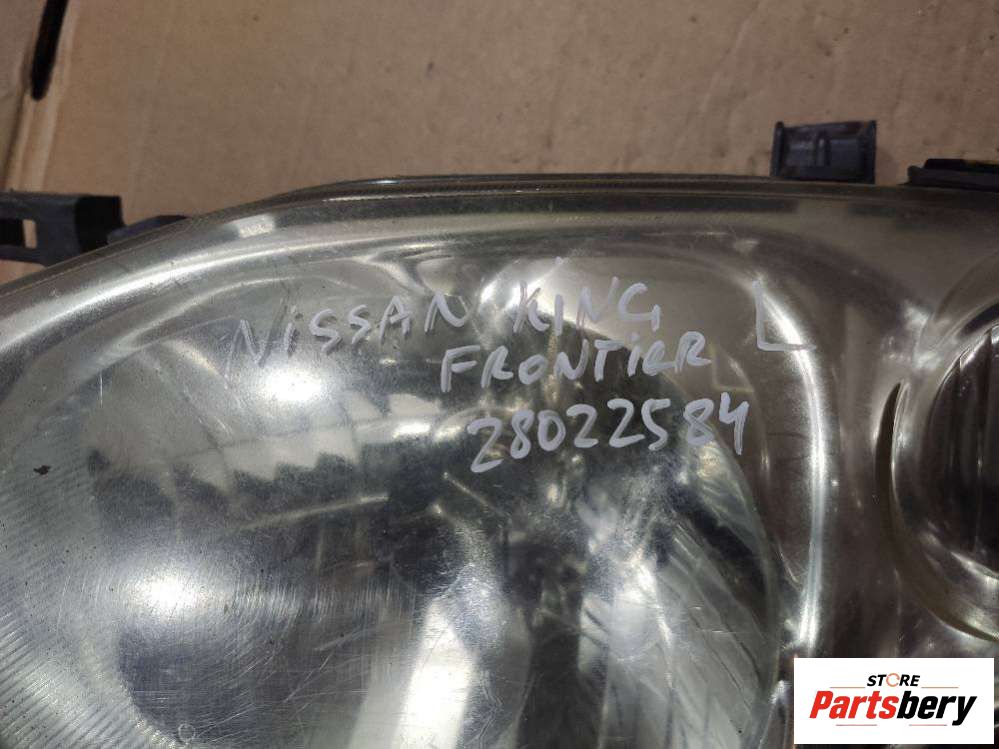 NISSAN KING L
FRONTIER
28022584
STORE
Partsbery